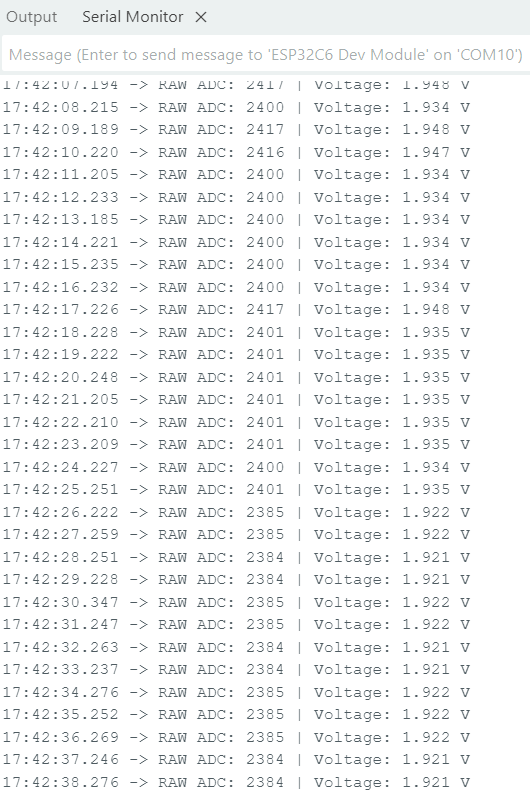 Output Serial Monitor
Message (Enter to send message to 'ESP32C6 Dev Module' on 'COM10')
17:42:07.194 -> RAW ADC: 2417 | Voltage: 1.948 V
17:42:08.215 -> RAW ADC: 2400 | Voltage: 1.934 V
17:42:09.189 -> RAW ADC: 2417 | Voltage: 1.948 V
17:42:10.220 -> RAW ADC: 2416 | Voltage: 1.947 V
17:42:11.205 -> RAW ADC: 2400 | Voltage: 1.934 V
17:42:12.233 -> RAW ADC: 2400 | Voltage: 1.934 V
17:42:13.185 -> RAW ADC: 2400 | Voltage: 1.934 V
17:42:14.221 -> RAW ADC: 2400 | Voltage: 1.934 V
17:42:15.235 -> RAW ADC: 2400 | Voltage: 1.934 V
17:42:16.232 -> RAW ADC: 2400 | Voltage: 1.934 V
17:42:17.226 -> RAW ADC: 2417 | Voltage: 1.948 V
17:42:18.228 -> RAW ADC: 2401 | Voltage: 1.935 V
17:42:19.222 -> RAW ADC: 2401 | Voltage: 1.935 V
17:42:20.248 -> RAW ADC: 2401 | Voltage: 1.935 V
17:42:21.205 -> RAW ADC: 2401 | Voltage: 1.935 V
17:42:22.210 -> RAW ADC: 2401 | Voltage: 1.935 V
17:42:23.209 -> RAW ADC: 2401 | Voltage: 1.935 V
17:42:24.227 -> RAW ADC: 2400 | Voltage: 1.934 V
17:42:25.251 -> RAW ADC: 2401 | Voltage: 1.935 V
17:42:26.222 -> RAW ADC: 2385 | Voltage: 1.922 V
17:42:27.259 -> RAW ADC: 2385 | Voltage: 1.922 V
17:42:28.251 -> RAW ADC: 2384 | Voltage: 1.921 V
17:42:29.228 -> RAW ADC: 2384 | Voltage: 1.921 V
17:42:30.347 -> RAW ADC: 2385 | Voltage: 1.922 V
17:42:31.247 -> RAW ADC: 2385 | Voltage: 1.922 V
17:42:32.263 -> RAW ADC: 2384 | Voltage: 1.921 V
17:42:33.237 -> RAW ADC: 2384 | Voltage: 1.921 V
17:42:34.276 -> RAW ADC: 2385 | Voltage: 1.922 V
17:42:35.252 -> RAW ADC: 2385 | Voltage: 1.922 V
17:42:36.269 -> RAW ADC: 2385 | Voltage: 1.922 V
17:42:37.246 -> RAW ADC: 2384 | Voltage: 1.921 V
17:42:38.276 -> RAW ADC: 2384 | Voltage: 1.921 V